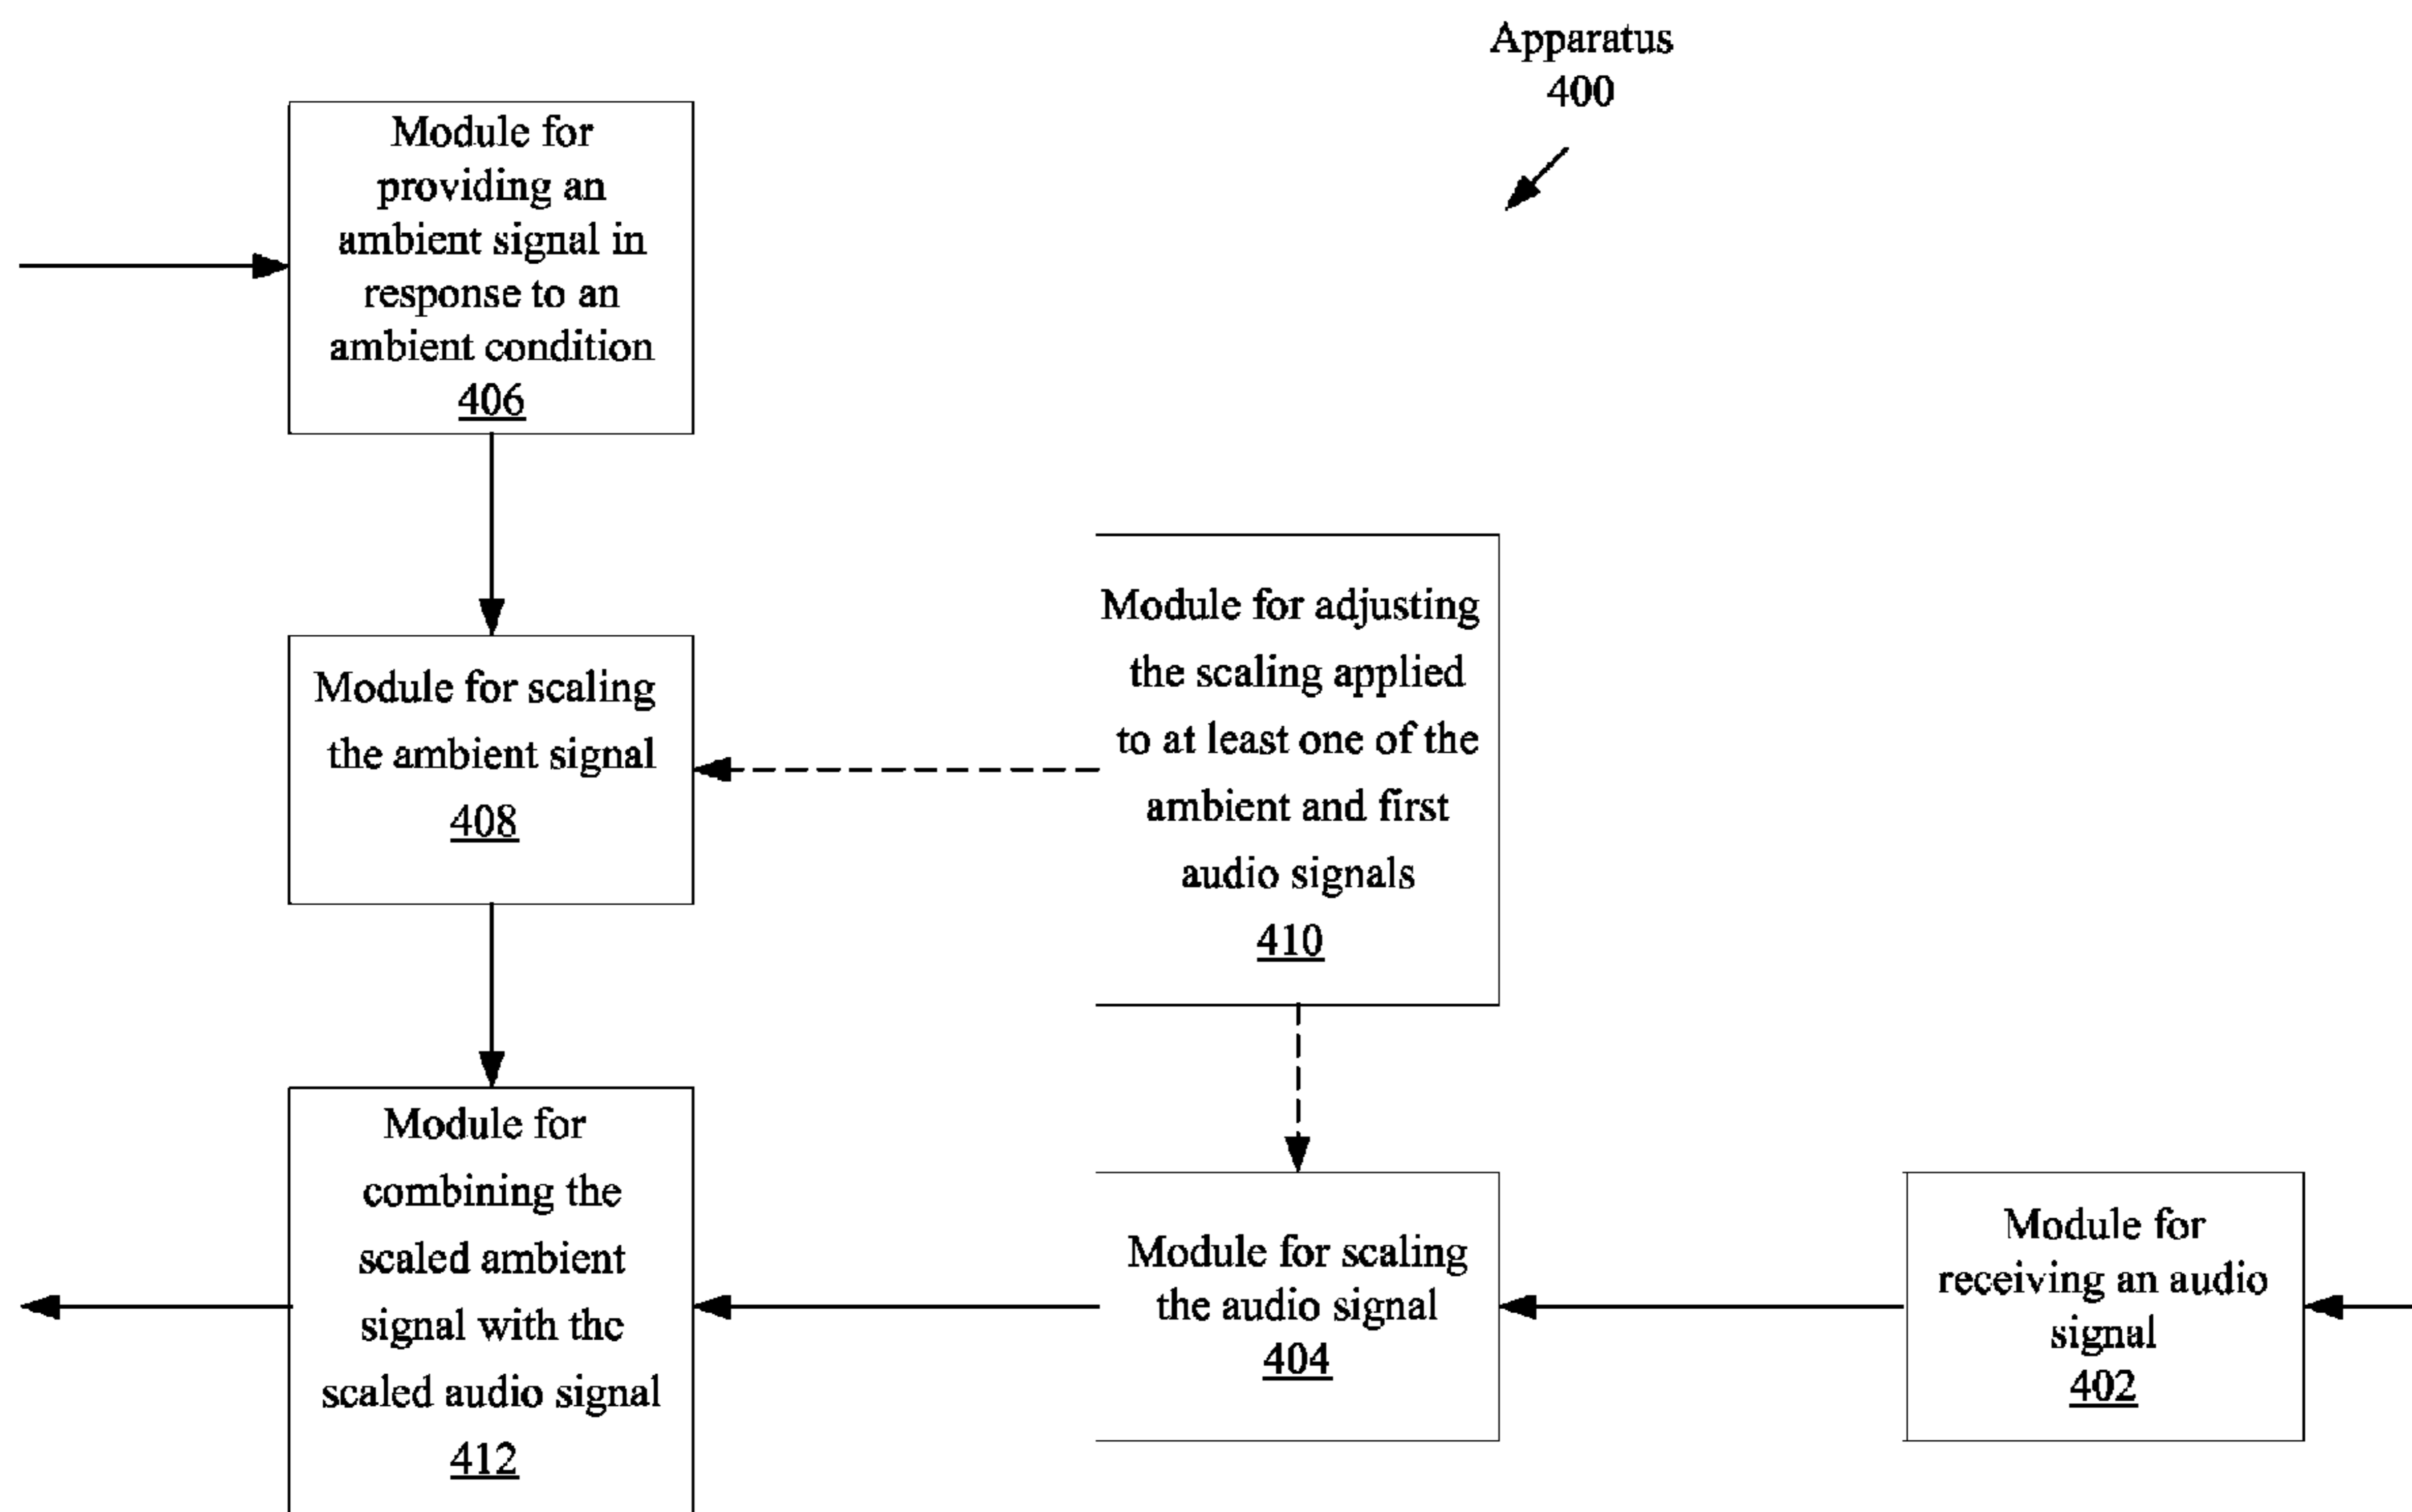 Apparatus
400
Module for
providing an
ambient signal in
response to an
ambient condition
406
Module for scaling
the ambient signal
408
Module for adjusting
the scaling applied
to at least one of the
ambient and first
audio signals
410
Module for
combining the
scaled ambient
signal with the
scaled audio signal
412
Module for scaling
the audio signal
404
Module for
receiving an audio
signal
402